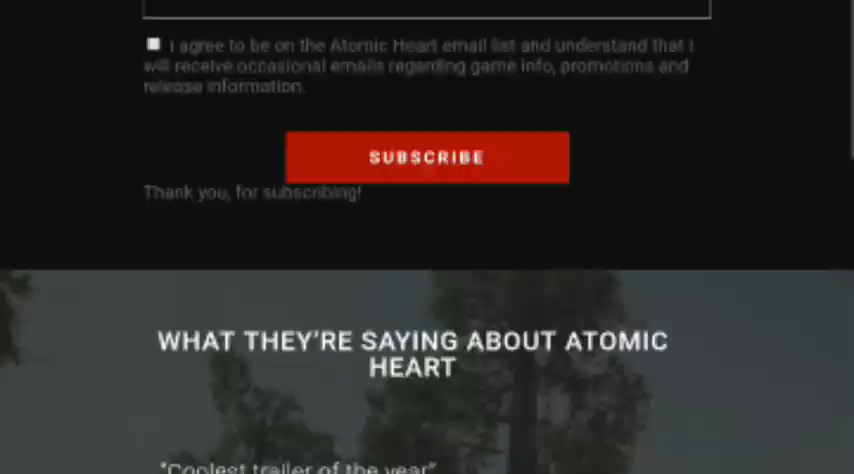 I agree to be on the Atomic Heart email list and understand that I
will receive occasional emails regarding game info, promotions and
release information.
SUBSCRIBE
Thank you, for subscribing!
WHAT THEY'RE SAYING ABOUT ATOMIC
HEART
"Coolest trailer of the year"